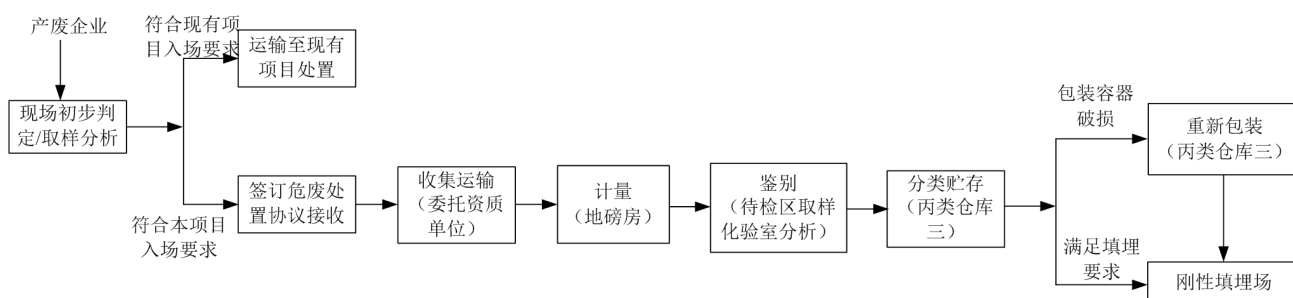 产废企业
现场初步判
定/取样分析
符合现有项
目入场要求
运输至现有
项目处置
符合本项目
入场要求
签订危废处
置协议接收
收集运输
（委托资质
单位）
计量
（地磅房）
鉴别
（待检区取样
化验室分析）
分类贮存
（丙类仓库
三）
包装容器
破损
重新包装
（丙类仓库三）
满足填埋
要求
刚性填埋场